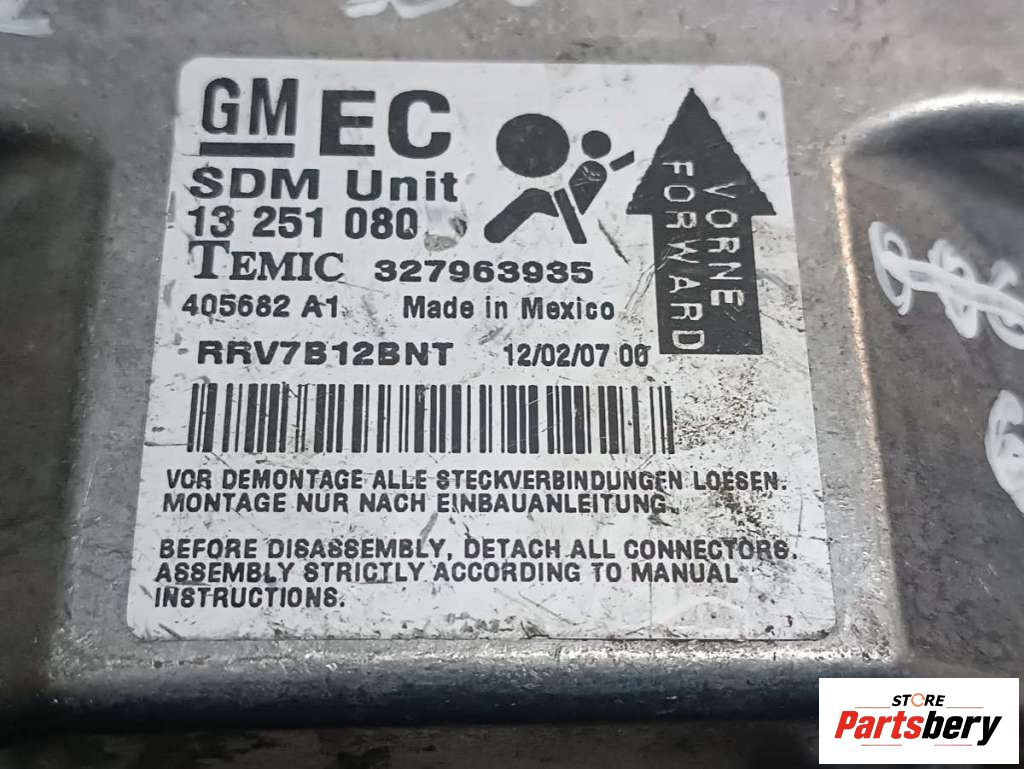 GM EC
SDM Unit
13 251 080
TEMIC 327963935
405682 A1 Made in Mexico
RRV7B12BNT 12/02/07 00
VORNE
FORWARD
VOR DEMONTAGE ALLE STECKVERBINDUNGEN LOESEN.
MONTAGE NUR NACH EINBAUANLEITUNG.
BEFORE DISASSEMBLY, DETACH ALL CONNECTORS.
ASSEMBLY STRICTLY ACCORDING TO MANUAL
INSTRUCTIONS.
STORE
Partsbery